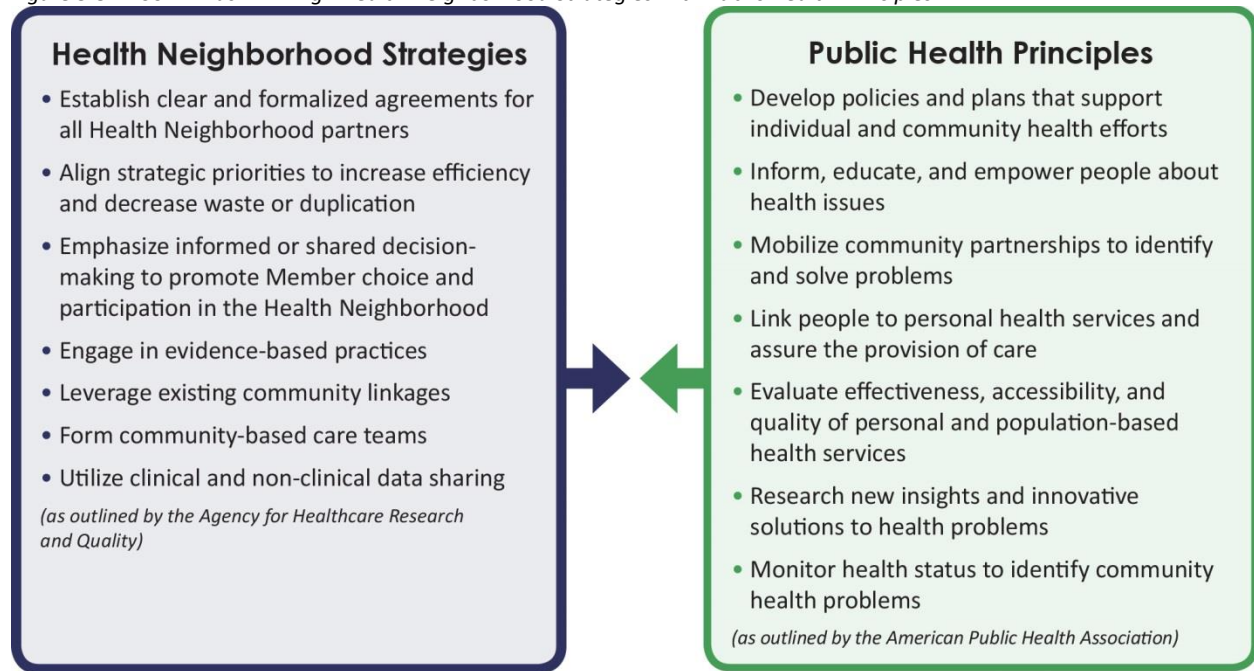 Health Neighborhood Strategies
• Establish clear and formalized agreements for
all Health Neighborhood partners
• Align strategic priorities to increase efficiency
and decrease waste or duplication
• Emphasize informed or shared decision-
making to promote Member choice and
participation in the Health Neighborhood
• Engage in evidence-based practices
• Leverage existing community linkages
• Form community-based care teams
• Utilize clinical and non-clinical data sharing
(as outlined by the Agency for Healthcare Research
and Quality)
Public Health Principles
• Develop policies and plans that support
individual and community health efforts
• Inform, educate, and empower people about
health issues
• Mobilize community partnerships to identify
and solve problems
• Link people to personal health services and
assure the provision of care
• Evaluate effectiveness, accessibility, and
quality of personal and population-based
health services
• Research new insights and innovative
solutions to health problems
• Monitor health status to identify community
health problems
(as outlined by the American Public Health Association)